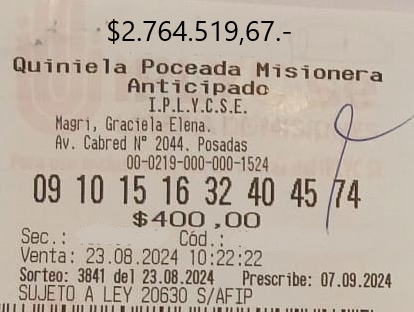 $2.764.519,67.-
Quiniela Poceada Misionera
Anticipado
I.P.L.Y.C.S.E.
Magri, Graciela Elena.
Av. Cabred Nº 2044. Posadas
00-0219-000-000-1524
09 10 15 16 32 40 45 74
$400,00
Sec.: Cód.:
Venta: 23.08.2024 10:22:22
Sorteo: 3841 del 23.08.2024 Prescribe: 07.09.2024
SUJETO A LEY 20630 S/AFIP